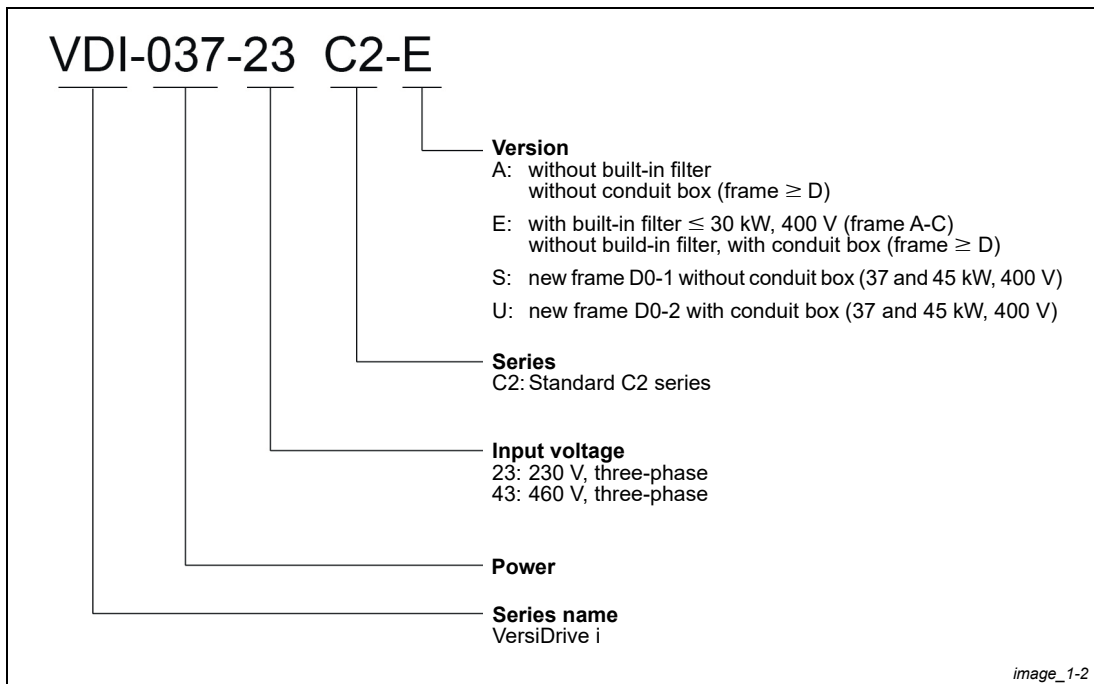 VDI-037-23 C2-E
Version
A: without built-in filter
without conduit box (frame ≥ D)
E: with built-in filter ≤ 30 kW, 400 V (frame A-C)
without build-in filter, with conduit box (frame ≥ D)
S: new frame D0-1 without conduit box (37 and 45 kW, 400 V)
U: new frame D0-2 with conduit box (37 and 45 kW, 400 V)
Series
C2: Standard C2 series
Input voltage
23: 230 V, three-phase
43: 460 V, three-phase
Power
Series name
VersiDrive i
image_1-2